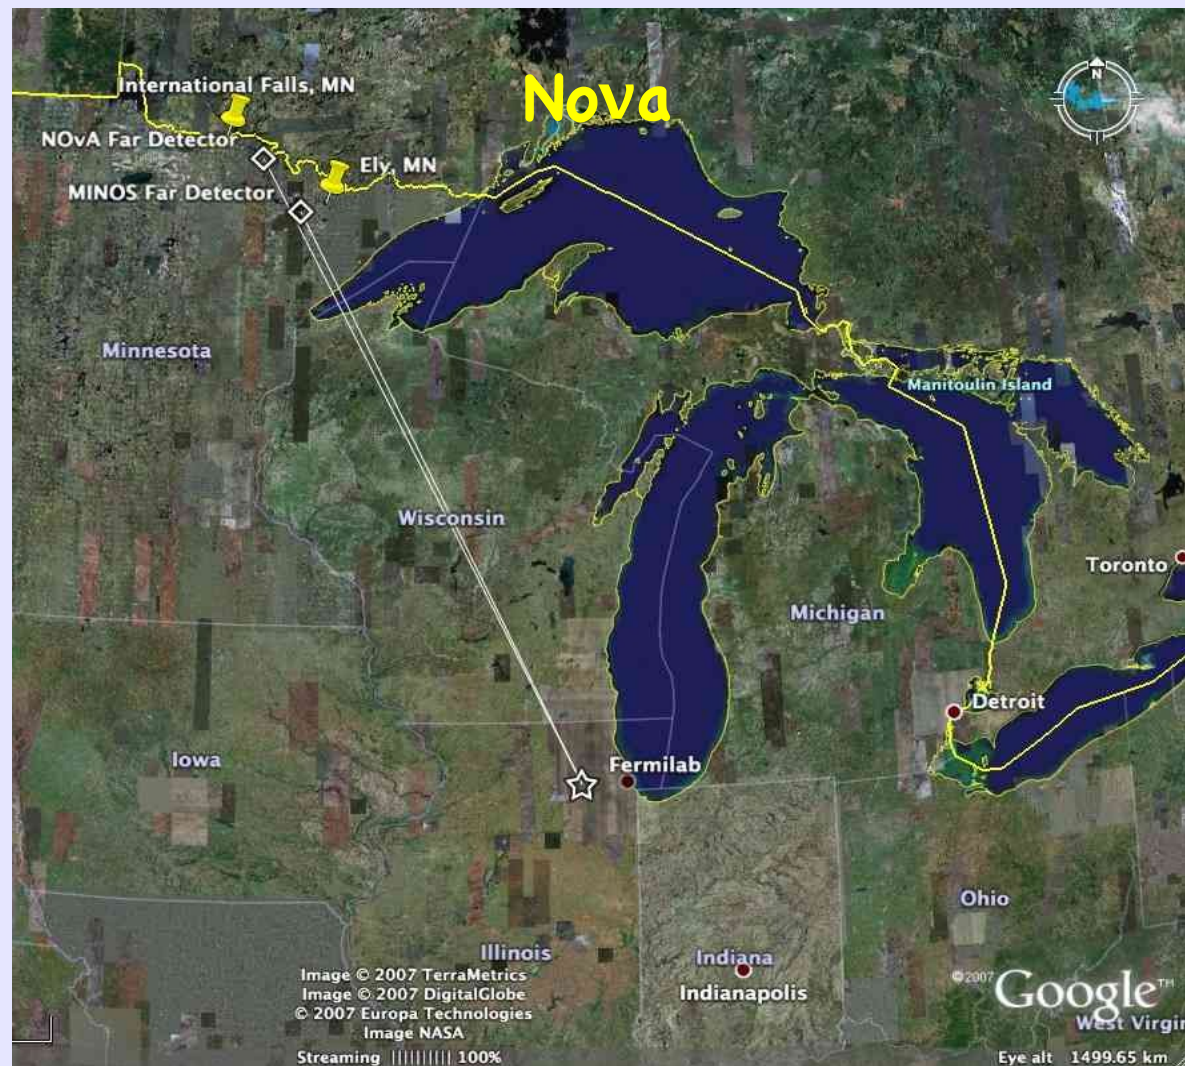 Nova
N
International Falls, MN
NOvA Far Detector
Ely, MN
MINOS Far Detector
Minnesota
Manitoulin Island
Wisconsin
Toronto
Michigan
Detroit
Iowa
Fermilab
Ohio
Illinois
Indiana
Indianapolis
Image © 2007 TerraMetrics
Image © 2007 DigitalGlobe
© 2007 Europa Technologies
Image NASA
©2007 Google™
West Virgin
Streaming |||||||||| 100%
Eye alt 1499.65 km